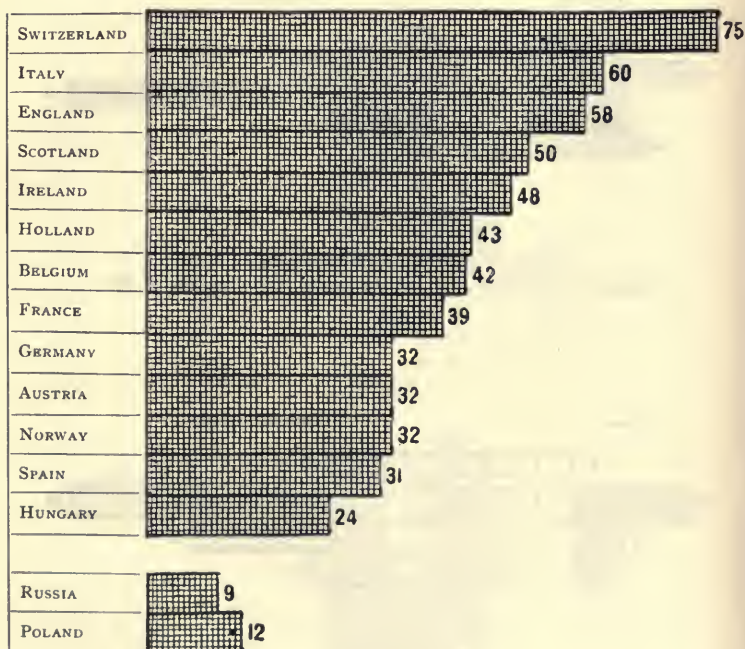 SWITZERLAND 75
ITALY 60
ENGLAND 58
SCOTLAND 50
IRELAND 48
HOLLAND 43
BELGIUM 42
FRANCE 39
GERMANY 32
AUSTRIA 32
NORWAY 32
SPAIN 31
HUNGARY 24
RUSSIA 9
POLAND 12